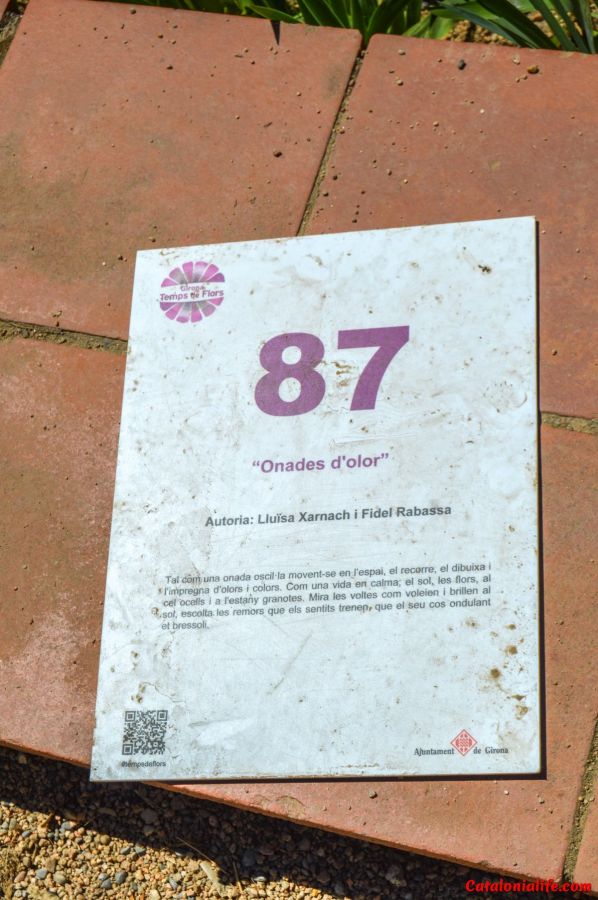 Girona
Temps de Flors
87
“Onades d'olor”
Autoria: Lluïsa Xarnach i Fidel Rabassa
Tal com una onada oscil·la movent-se en l'espai, el recorre, el dibuixa i
l'impregna d'olors i colors. Com una vida en calma; el sol, les flors, al
cel ocells i a l'estany granotes. Mira les voltes com voleien i brillen al
sol, escolta les remors que els sentits trenen, que el seu cos ondulant
el bressoli.
#tempsdeflors
Ajuntament de Girona
Catalonialife.com